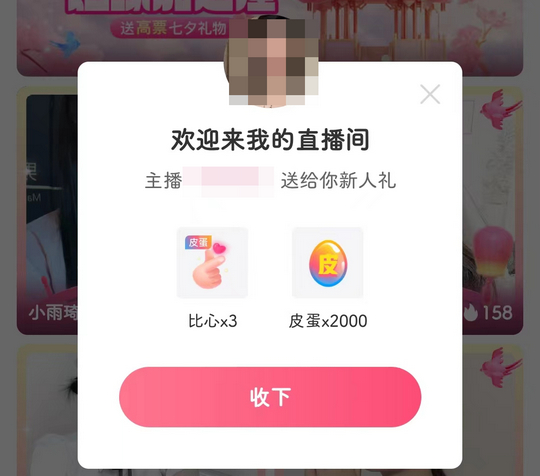 送高票七夕礼物
欢迎来我的直播间
主播 送给你新人礼
皮蛋
皮
比心x3
皮蛋x2000
小雨琦
158
收下